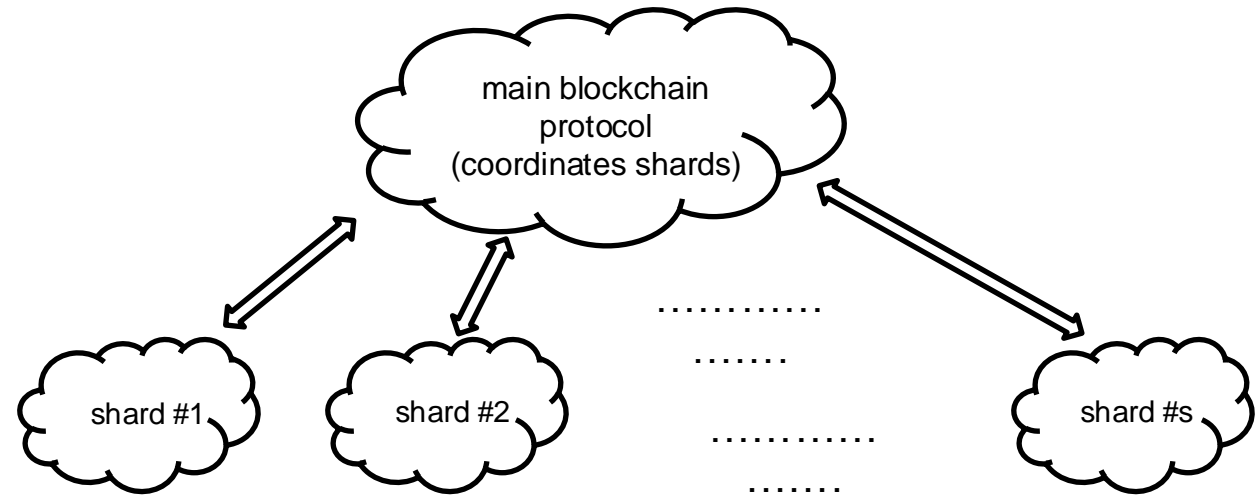 main blockchain
protocol
(coordinates shards)
............
.......
shard #1
shard #2
shard #s
............
.......